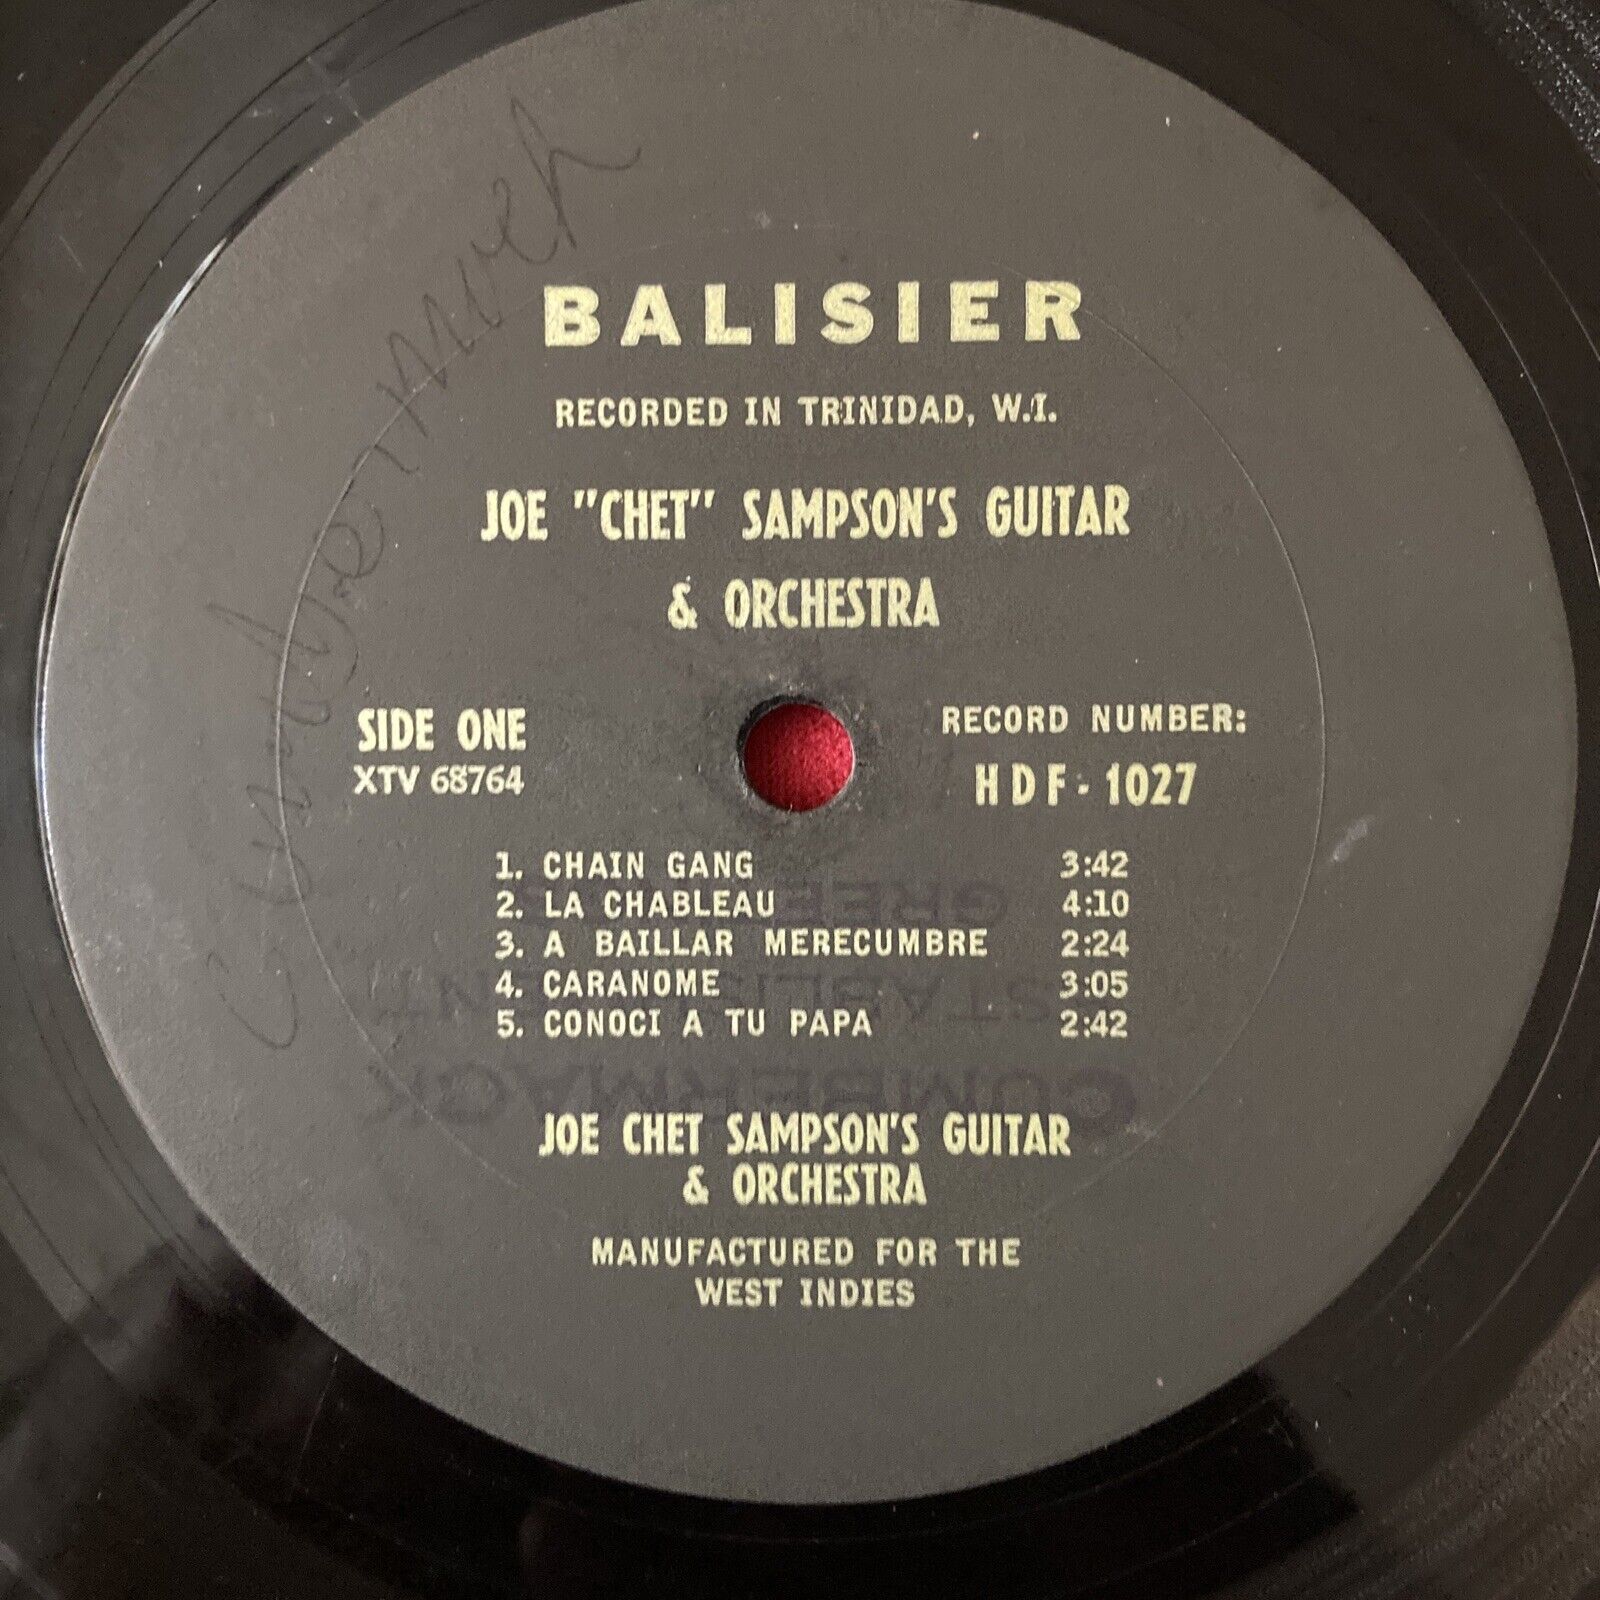 BALISIER
RECORDED IN TRINIDAD, W.I.
JOE "CHET" SAMPSON'S GUITAR
& ORCHESTRA
SIDE ONE
XTV 68764
RECORD NUMBER:
HDF - 1027
1. CHAIN GANG 3:42
2. LA CHABLEAU 4:10
3. A BAILLAR MERECUMBRE 2:24
4. CARANOME 3:05
5. CONOCI A TU PAPA 2:42
CUMBERMACK
JOE CHET SAMPSON'S GUITAR
& ORCHESTRA
MANUFACTURED FOR THE
WEST INDIES